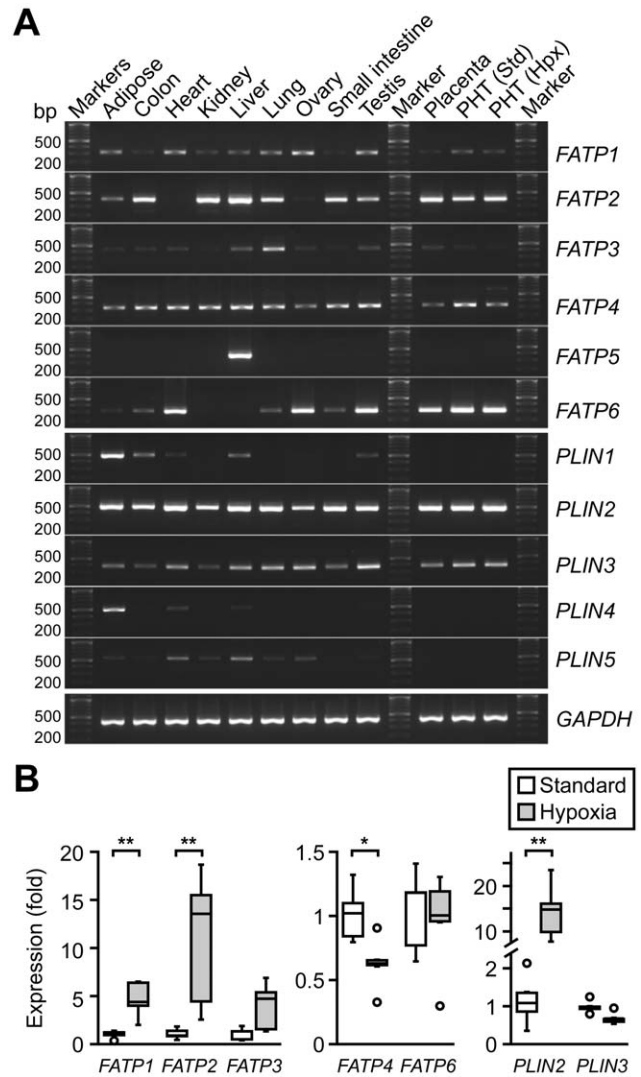 A
bp Markers Adipose Colon Heart Kidney Liver Lung Ovary Small intestine Testis Marker Placenta PHT (Std) PHT (Hpx) Marker
500
200
FATP1
500
200
FATP2
500
200
FATP3
500
200
FATP4
500
200
FATP5
500
200
FATP6
500
200
PLIN1
500
200
PLIN2
500
200
PLIN3
500
200
PLIN4
500
200
PLIN5
500
200
GAPDH
B
Standard
Hypoxia
Expression (fold)
20
15
10
5
0
** **
FATP1 FATP2 FATP3
1.5
1
0.5
0
*
FATP4 FATP6
20
10
2
1
0
**
PLIN2 PLIN3